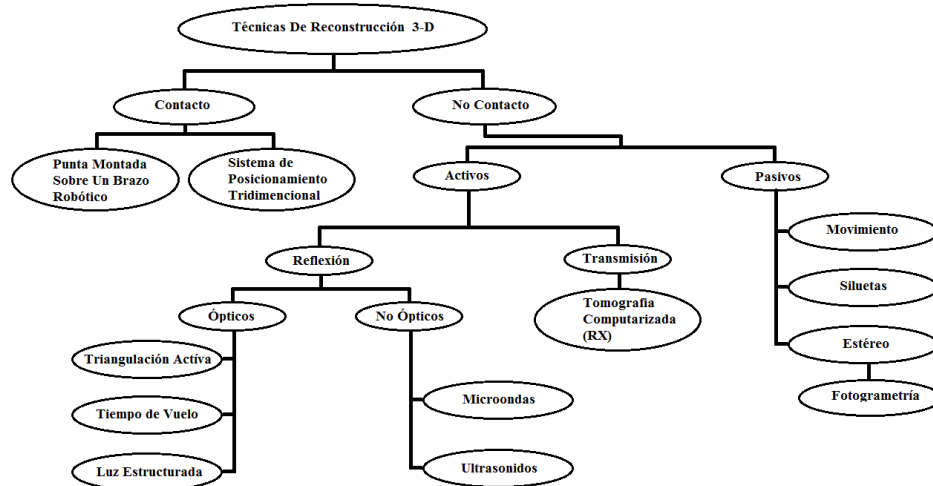 Técnicas De Reconstrucción 3-D
Contacto
No Contacto
Punta Montada
Sobre Un Brazo
Robótico
Sistema de
Posicionamiento
Tridimencional
Activos
Pasivos
Reflexión
Transmisión
Movimiento
Siluetas
Estéreo
Fotogrametría
Ópticos
No Ópticos
Tomografia
Computarizada
(RX)
Triangulación Actíva
Tiempo de Vuelo
Luz Estructurada
Microondas
Ultrasonidos